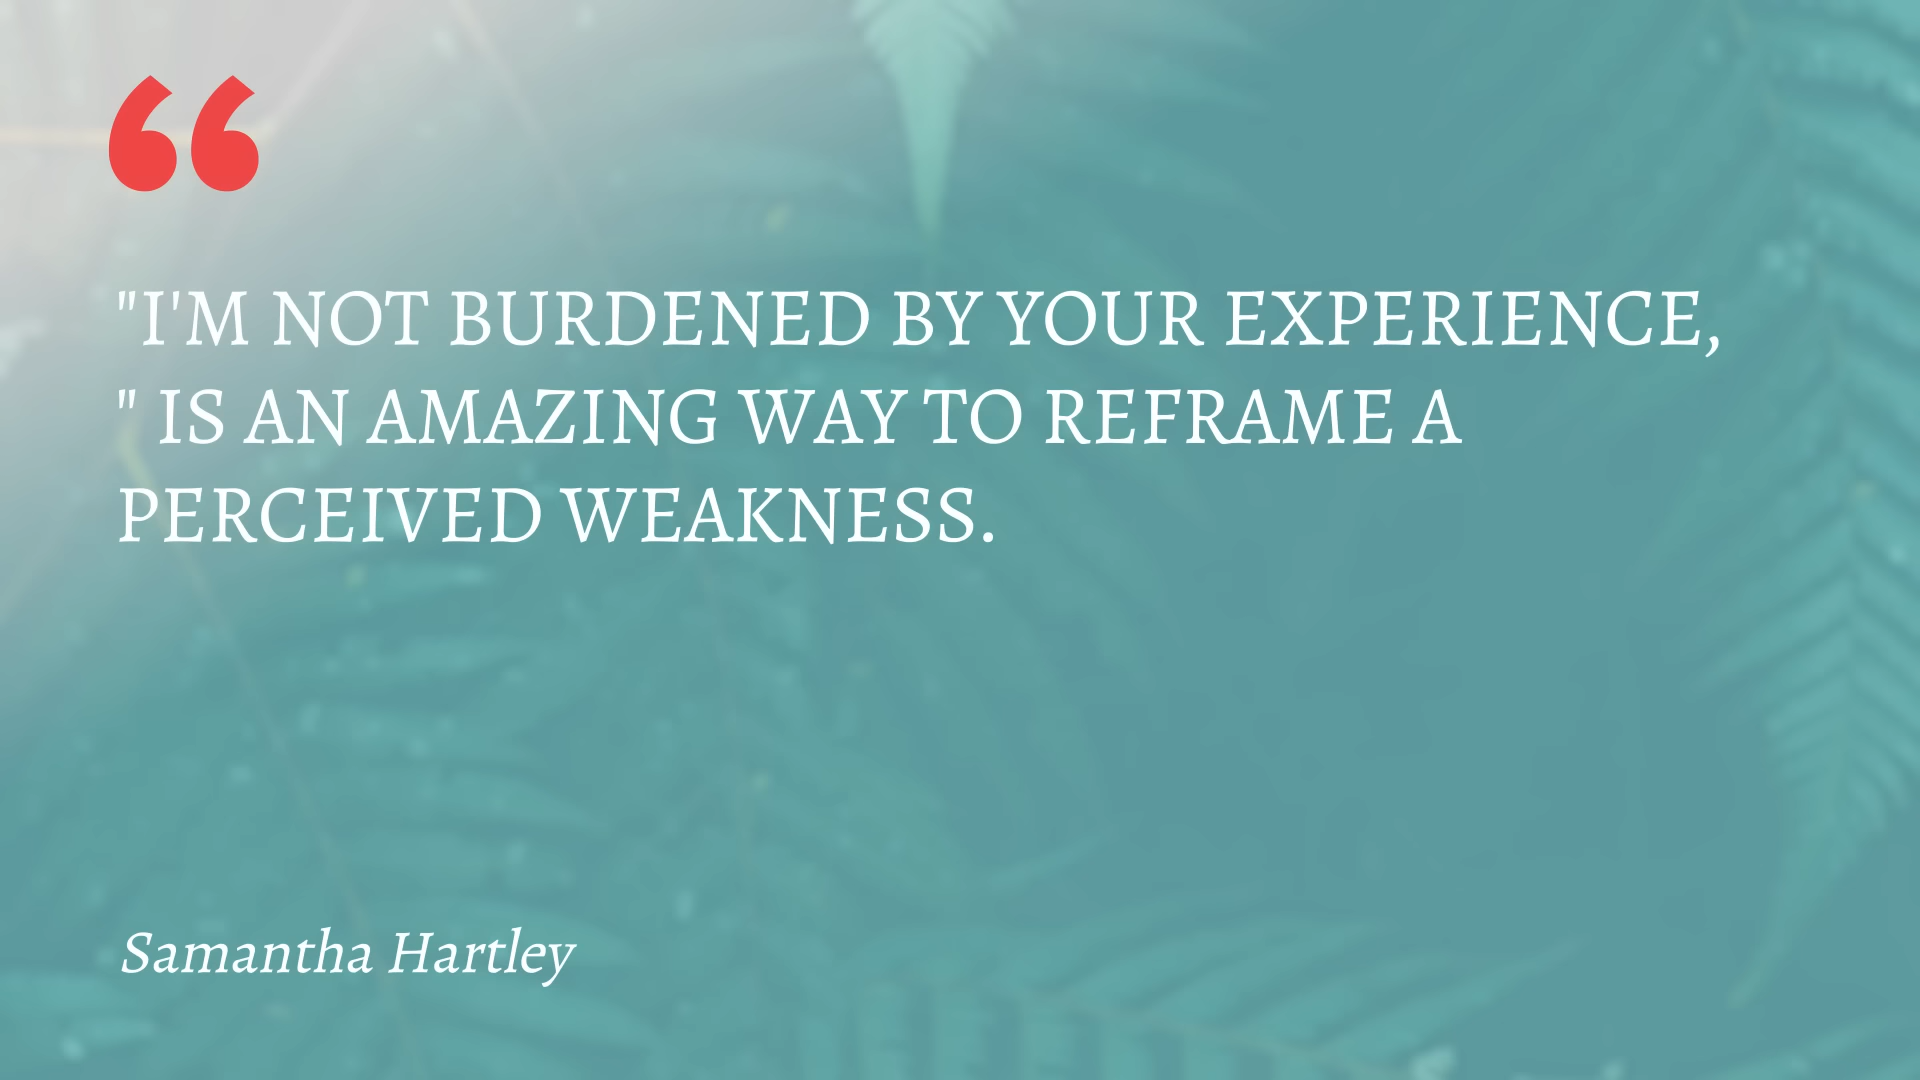 "I'M NOT BURDENED BY YOUR EXPERIENCE,
" IS AN AMAZING WAY TO REFRAME A
PERCEIVED WEAKNESS.
Samantha Hartley